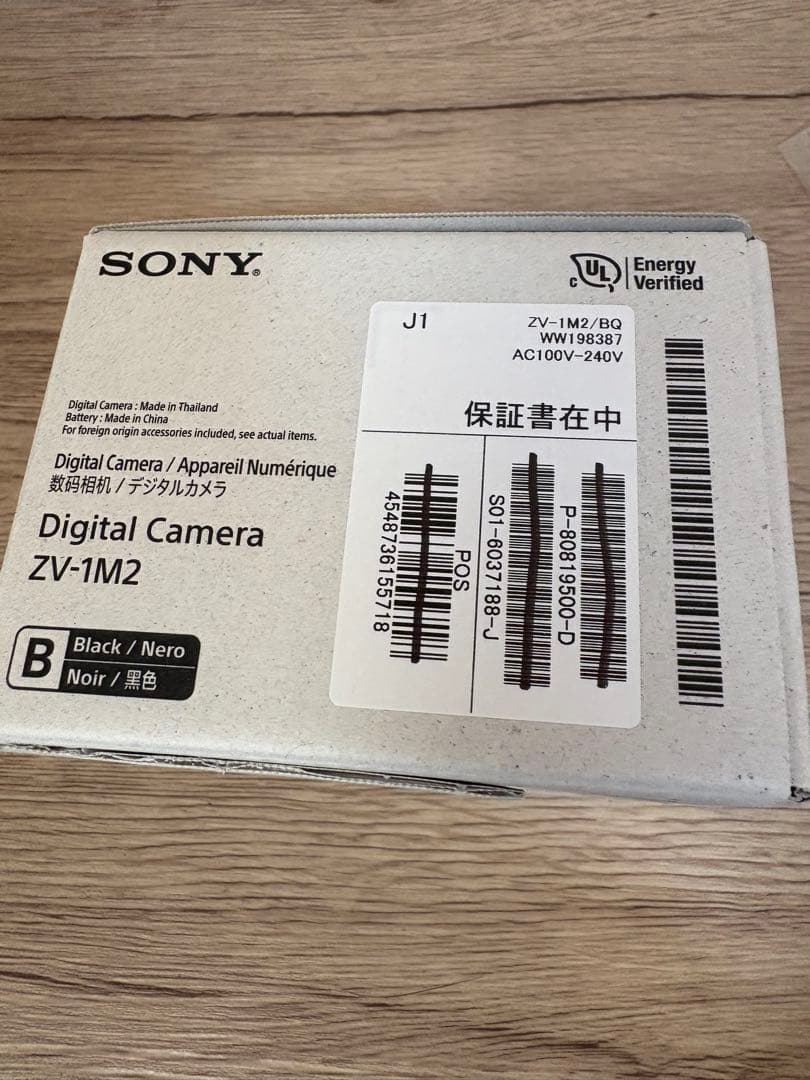 SONY®
c UL Energy
Verified
J1
ZV-1M2/BQ
WW198387
AC100V-240V
保証書在中
Digital Camera : Made in Thailand
Battery : Made in China
For foreign origin accessories included, see actual items.
Digital Camera / Appareil Numérique
数码相机 / デジタルカメラ
Digital Camera
ZV-1M2
B
Black / Nero
Noir / 黑色
POS
4548736155718
S01-6037188-J
P-80819500-D